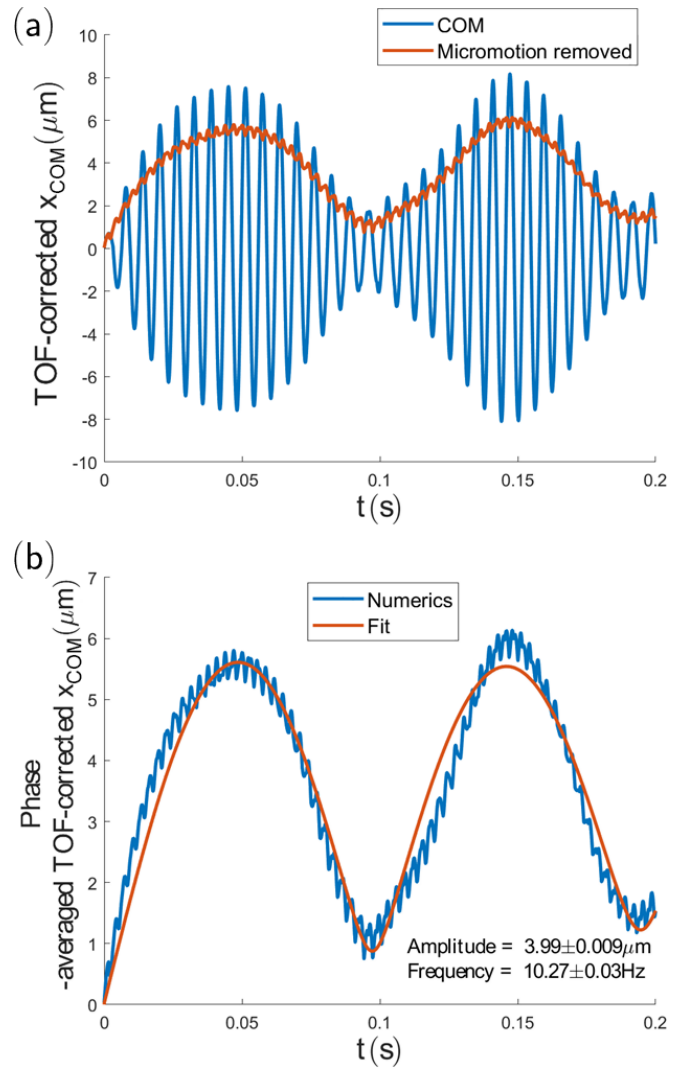 (a)
TOF-corrected x_COM(μm)
10
8
6
4
2
0
-2
-4
-6
-8
-10
COM
Micromotion removed
0
0.05
0.1
0.15
0.2
t(s)
(b)
Phase
-averaged TOF-corrected x_COM(μm)
7
6
5
4
3
2
1
0
Numerics
Fit
Amplitude = 3.99±0.009μm
Frequency = 10.27±0.03Hz
0
0.05
0.1
0.15
0.2
t(s)